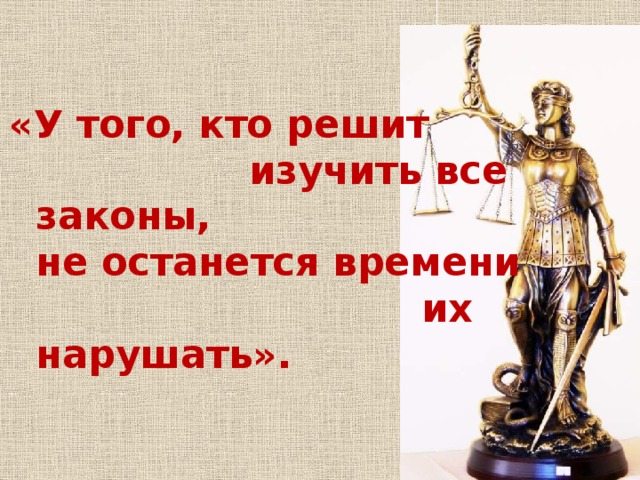 «У того, кто решит
изучить все
законы,
не останется времени
их
нарушать».